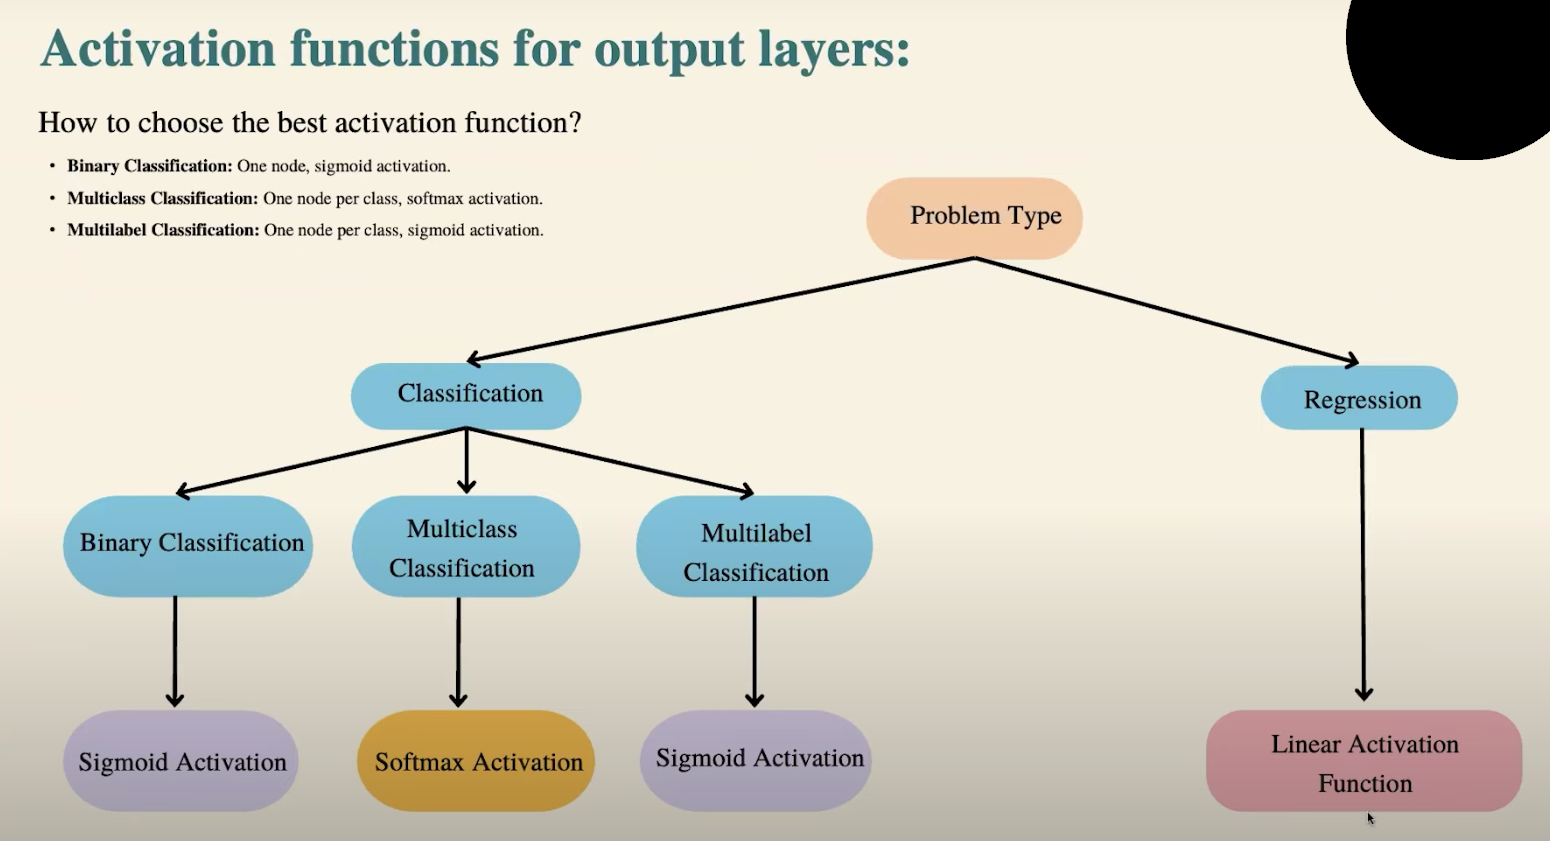 Activation functions for output layers:
How to choose the best activation function?
• Binary Classification: One node, sigmoid activation.
• Multiclass Classification: One node per class, softmax activation.
• Multilabel Classification: One node per class, sigmoid activation.
Problem Type
Classification
Regression
Binary Classification
Multiclass
Classification
Multilabel
Classification
Sigmoid Activation
Softmax Activation
Sigmoid Activation
Linear Activation
Function